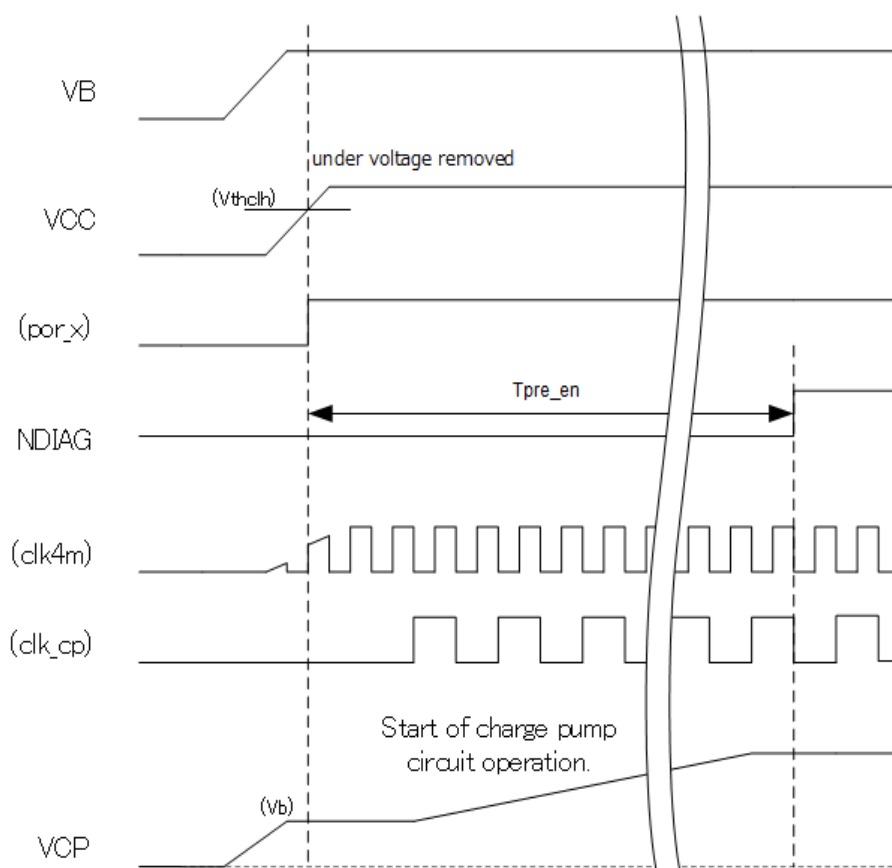 VB
under voltage removed
(Vthclh)
VCC
(por_x)
Tpre_en
NDIAG
(clk4m)
(clk_cp)
Start of charge pump
circuit operation.
(Vb)
VCP